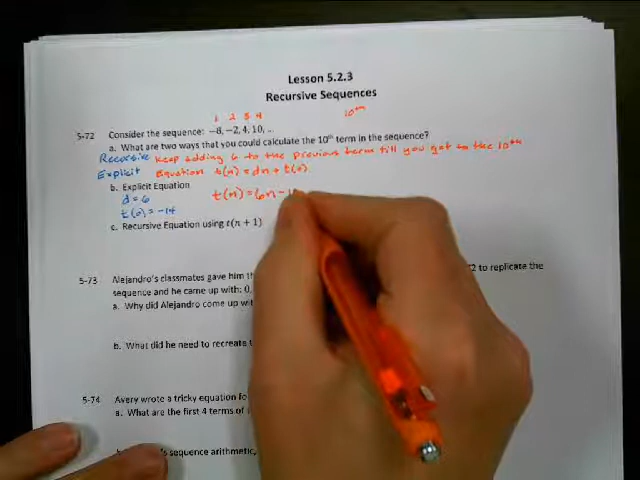 Lesson 5.2.3
Recursive Sequences
1 2 3 4 10th
5-72 Consider the sequence: −8, −2, 4, 10, ...
a. What are two ways that you could calculate the 10th term in the sequence?
Recursive keep adding 6 to the previous term till you get to the 10th
Explicit Equation t(n) = dn + t(0)
b. Explicit Equation
d = 6 t(n) = 6n - 1
t(0) = -14
c. Recursive Equation using t(n + 1)
5-73 Alejandro's classmates gave him to replicate the
sequence and he came up with: 0,
a. Why did Alejandro come up
b. What did he need to recreate
5-74 Avery wrote a tricky equation
a. What are the first 4 terms of
sequence arithmetic,